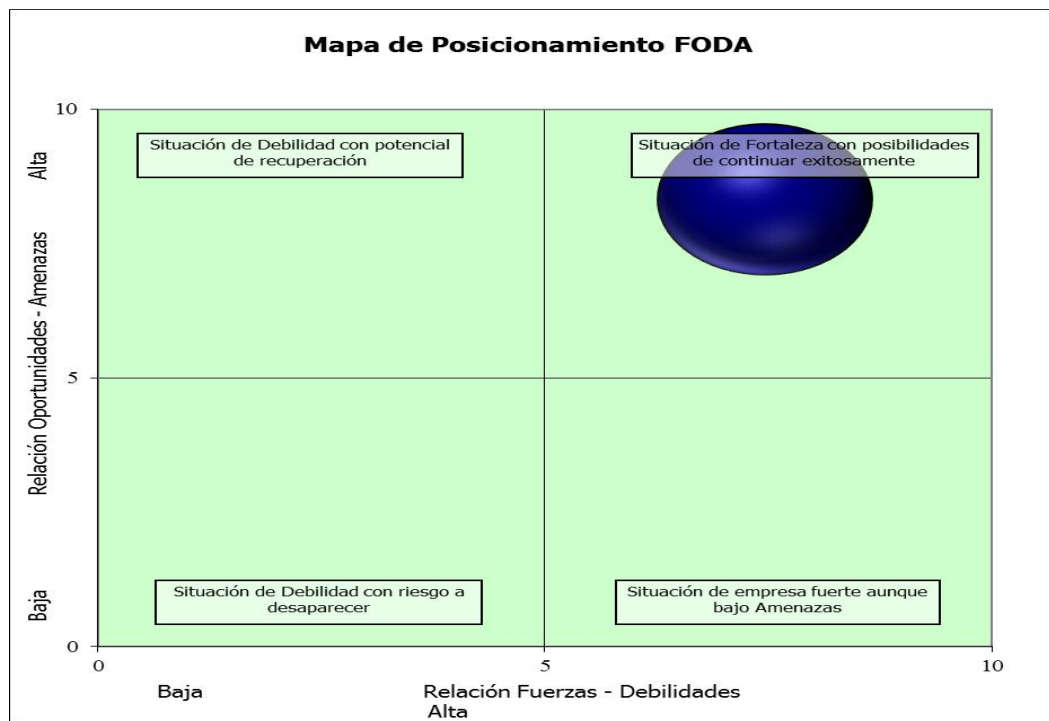 Mapa de Posicionamiento FODA
10
Alta
Situación de Debilidad con potencial
de recuperación
Situación de Fortaleza con posibilidades
de continuar exitosamente
Relación Oportunidades - Amenazas
5
Baja
Situación de Debilidad con riesgo a
desaparecer
Situación de empresa fuerte aunque
bajo Amenazas
0
0 5 10
Baja Relación Fuerzas - Debilidades
Alta